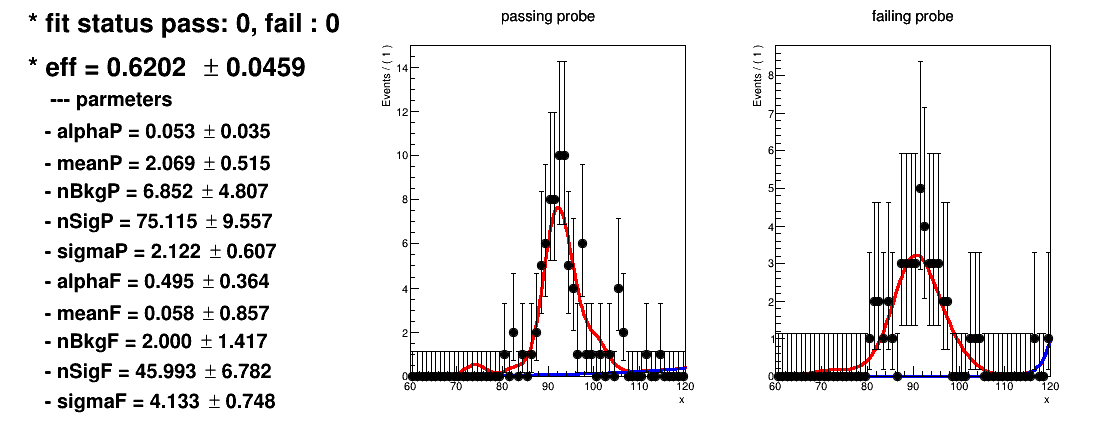 * fit status pass: 0, fail : 0
* eff = 0.6202 ± 0.0459
--- parmeters
- alphaP = 0.053 ± 0.035
- meanP = 2.069 ± 0.515
- nBkgP = 6.852 ± 4.807
- nSigP = 75.115 ± 9.557
- sigmaP = 2.122 ± 0.607
- alphaF = 0.495 ± 0.364
- meanF = 0.058 ± 0.857
- nBkgF = 2.000 ± 1.417
- nSigF = 45.993 ± 6.782
- sigmaF = 4.133 ± 0.748
passing probe
Events / ( 1 )
14
12
10
8
6
4
2
0
60 70 80 90 100 110 120
x
failing probe
Events / ( 1 )
8
7
6
5
4
3
2
1
0
60 70 80 90 100 110 120
x